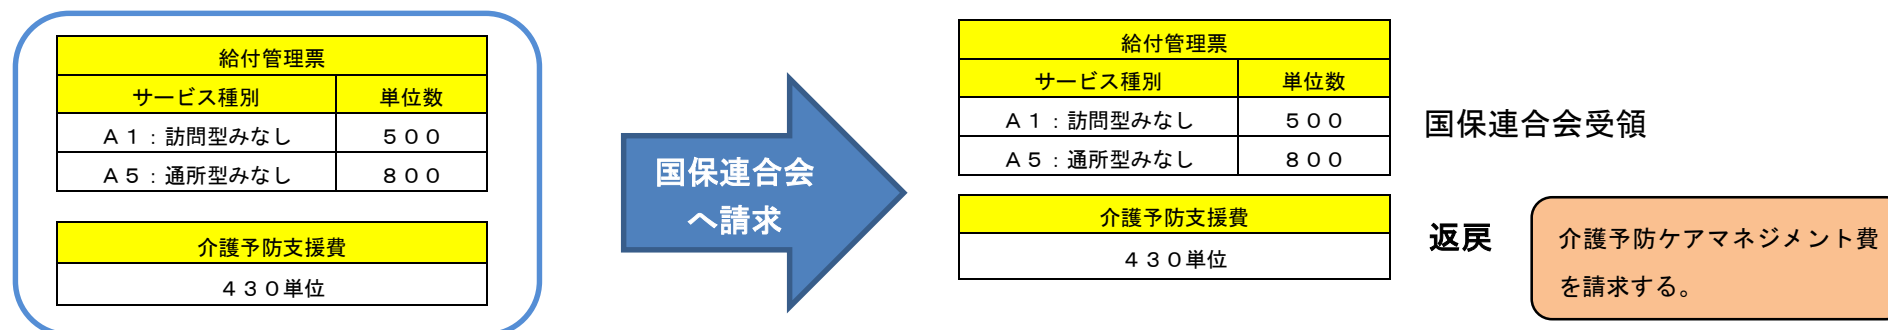 給付管理票
サービス種別 単位数
Ａ１：訪問型みなし ５００
Ａ５：通所型みなし ８００
介護予防支援費
４３０単位
国保連合会
へ請求
給付管理票
サービス種別 単位数
Ａ１：訪問型みなし ５００
Ａ５：通所型みなし ８００
国保連合会受領
介護予防支援費
４３０単位
返戻
介護予防ケアマネジメント費
を請求する。